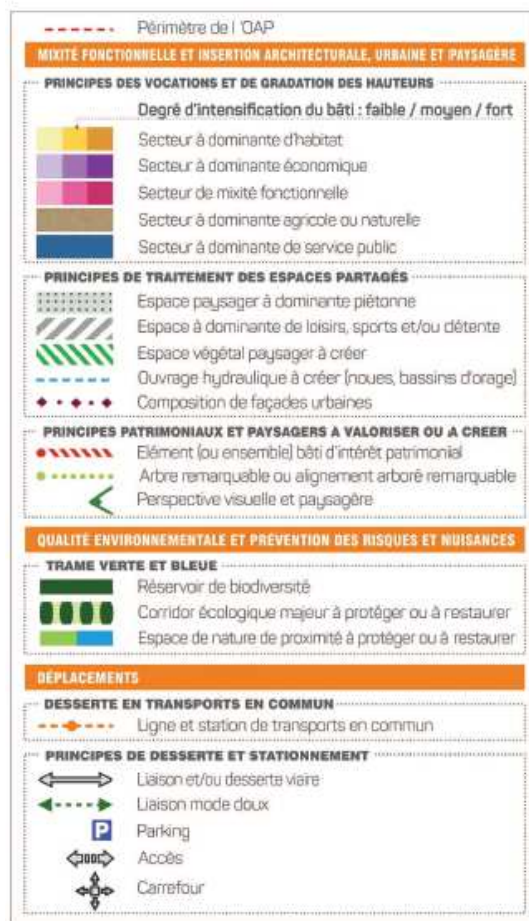 Périmètre de l 'OAP
MIXITÉ FONCTIONNELLE ET INSERTION ARCHITECTURALE, URBAINE ET PAYSAGÈRE
PRINCIPES DES VOCATIONS ET DE GRADATION DES HAUTEURS
Degré d'intensification du bâti : faible / moyen / fort
Secteur à dominante d'habitat
Secteur à dominante économique
Secteur de mixité fonctionnelle
Secteur à dominante agricole ou naturelle
Secteur à dominante de service public
PRINCIPES DE TRAITEMENT DES ESPACES PARTAGÉS
Espace paysager à dominante piétonne
Espace à dominante de loisirs, sports et/ou détente
Espace végétal paysager à créer
Ouvrage hydraulique à créer (noues, bassins d'orage)
Composition de façades urbaines
PRINCIPES PATRIMONIAUX ET PAYSAGERS A VALORISER OU A CREER
Elément (ou ensemble) bâti d'intérêt patrimonial
Arbre remarquable ou alignement arboré remarquable
Perspective visuelle et paysagère
QUALITÉ ENVIRONNEMENTALE ET PRÉVENTION DES RISQUES ET NUISANCES
TRAME VERTE ET BLEUE
Réservoir de biodiversité
Corridor écologique majeur à protéger ou à restaurer
Espace de nature de proximité à protéger ou à restaurer
DÉPLACEMENTS
DESSERTE EN TRANSPORTS EN COMMUN
Ligne et station de transports en commun
PRINCIPES DE DESSERTE ET STATIONNEMENT
Liaison et/ou desserte viaire
Liaison mode doux
P Parking
Accès
Carrefour